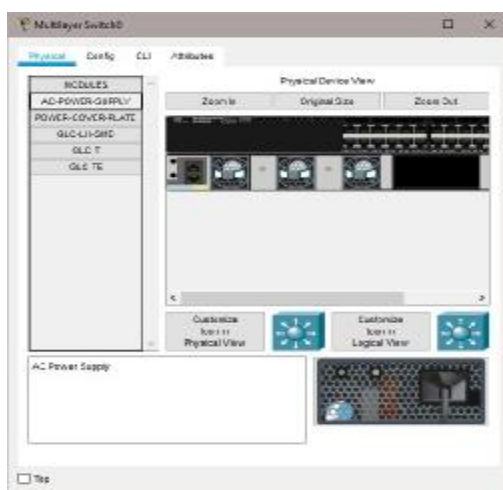 Multilayer Switch0
Physical Config CLI Attributes
MODULES
AC-POWER-SUPPLY
POWER-COVER-PLATE
GLC-LH-SMD
GLC-T
GLC-TE
Physical Device View
Zoom In Original Size Zoom Out
Customize
Icon in
Physical View
Customize
Icon in
Logical View
AC Power Supply
Top